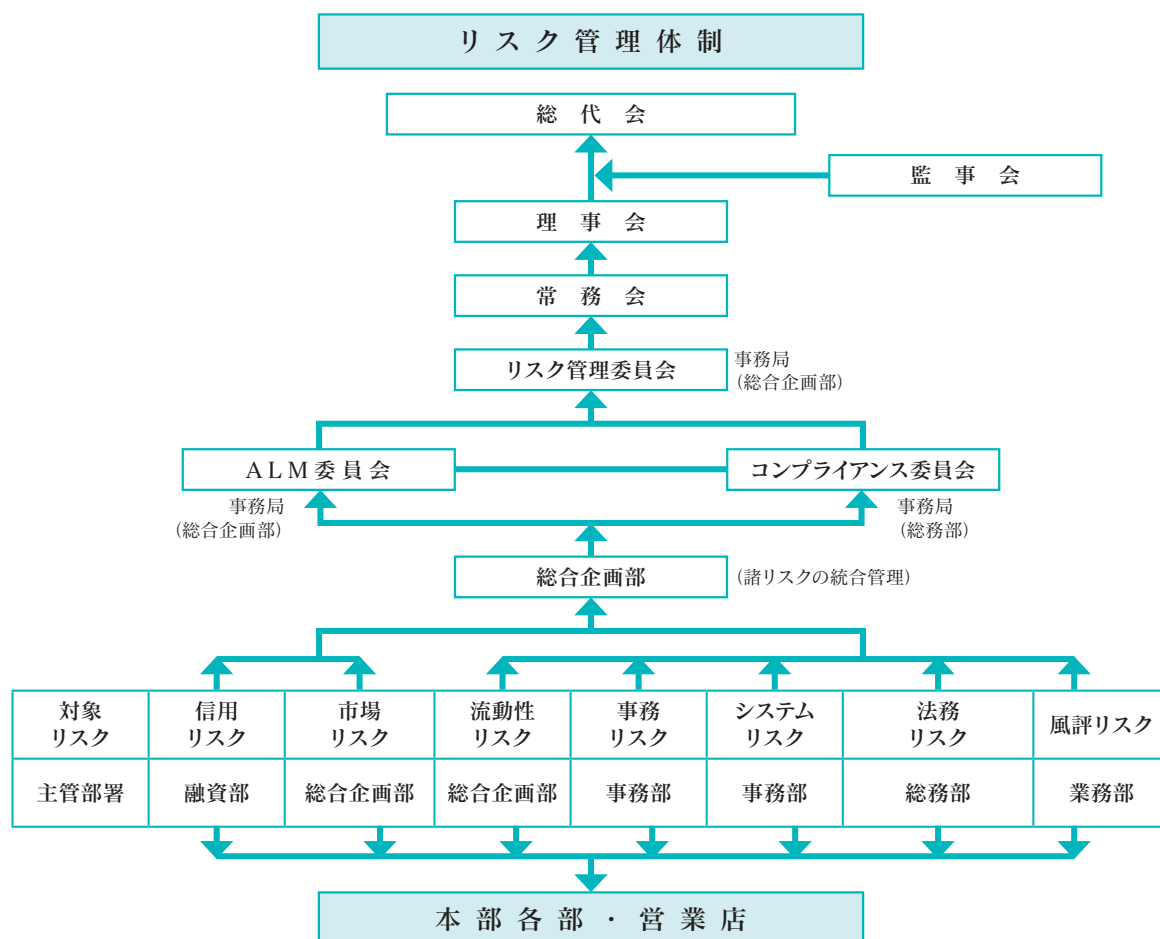 リスク管理体制
総代会
監事会
理事会
常務会
リスク管理委員会
事務局
(総合企画部)
ALM委員会
コンプライアンス委員会
事務局
(総合企画部)
事務局
(総務部)
総合企画部
(諸リスクの統合管理)
対象
リスク
信用
リスク
市場
リスク
流動性
リスク
事務
リスク
システム
リスク
法務
リスク
風評リスク
主管部署
融資部
総合企画部
総合企画部
事務部
事務部
総務部
業務部
本部各部・営業店